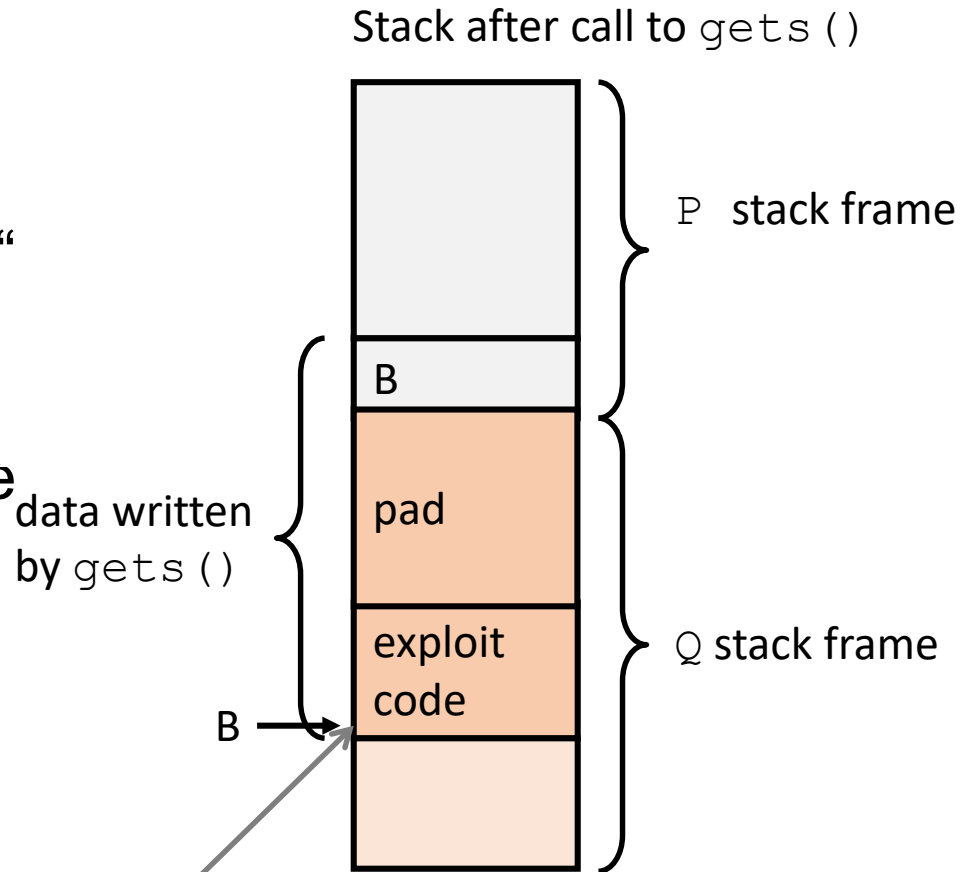 Stack after call to gets()
P stack frame
“
B
e
data written
by gets()
pad
exploit
code
Q stack frame
B